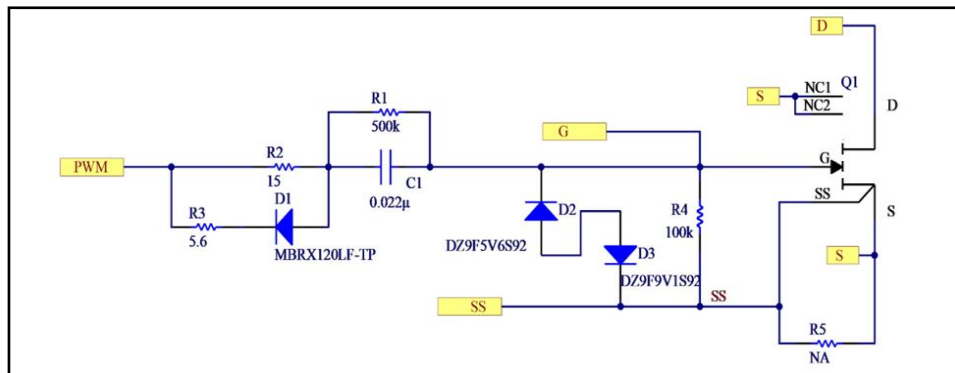 D
R1
500k
S
NC1
NC2
Q1
D
G
PWM
R2
15
C1
0.022µ
G
R3
5.6
D1
MBRX120LF-TP
D2
DZ9F5V6S92
D3
DZ9F9V1S92
R4
100k
SS
S
S
SS
SS
R5
NA